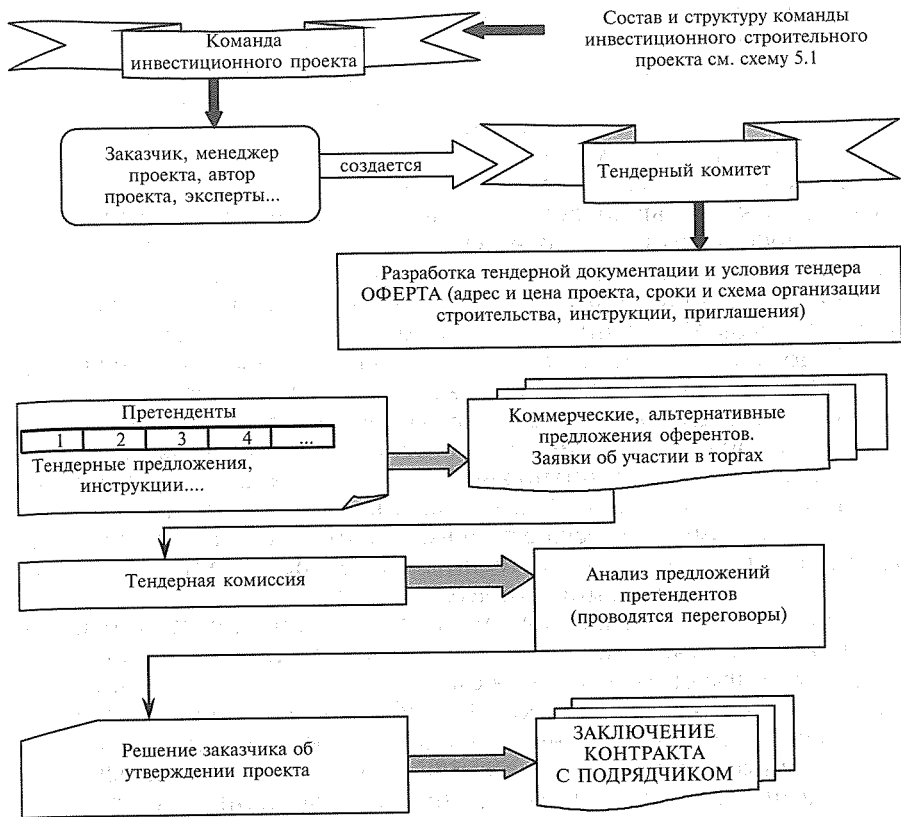 Состав и структуру команды
инвестиционного строительного
проекта см. схему 5.1
Команда
инвестиционного проекта
Заказчик, менеджер
проекта, автор
проекта, эксперты...
создается
Тендерный комитет
Разработка тендерной документации и условия тендера
ОФЕРТА (адрес и цена проекта, сроки и схема организации
строительства, инструкции, приглашения)
Претенденты
1 2 3 4 ...
Тендерные предложения,
инструкции....
Коммерческие, альтернативные
предложения оферентов.
Заявки об участии в торгах
Тендерная комиссия
Анализ предложений
претендентов
(проводятся переговоры)
Решение заказчика об
утверждении проекта
ЗАКЛЮЧЕНИЕ
КОНТРАКТА
С ПОДРЯДЧИКОМ